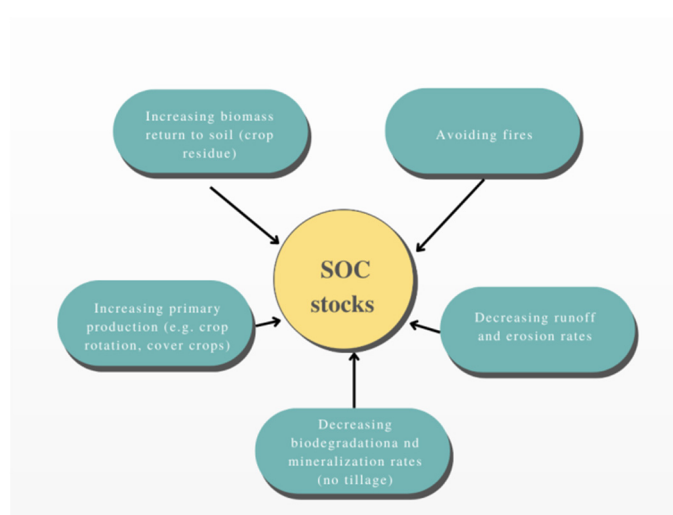 Increasing biomass
return to soil (crop
residue)
Avoiding fires
SOC
stocks
Increasing primary
production (e.g. crop
rotation, cover crops)
Decreasing runoff
and erosion rates
Decreasing
biodegradationa nd
mineralization rates
(no tillage)